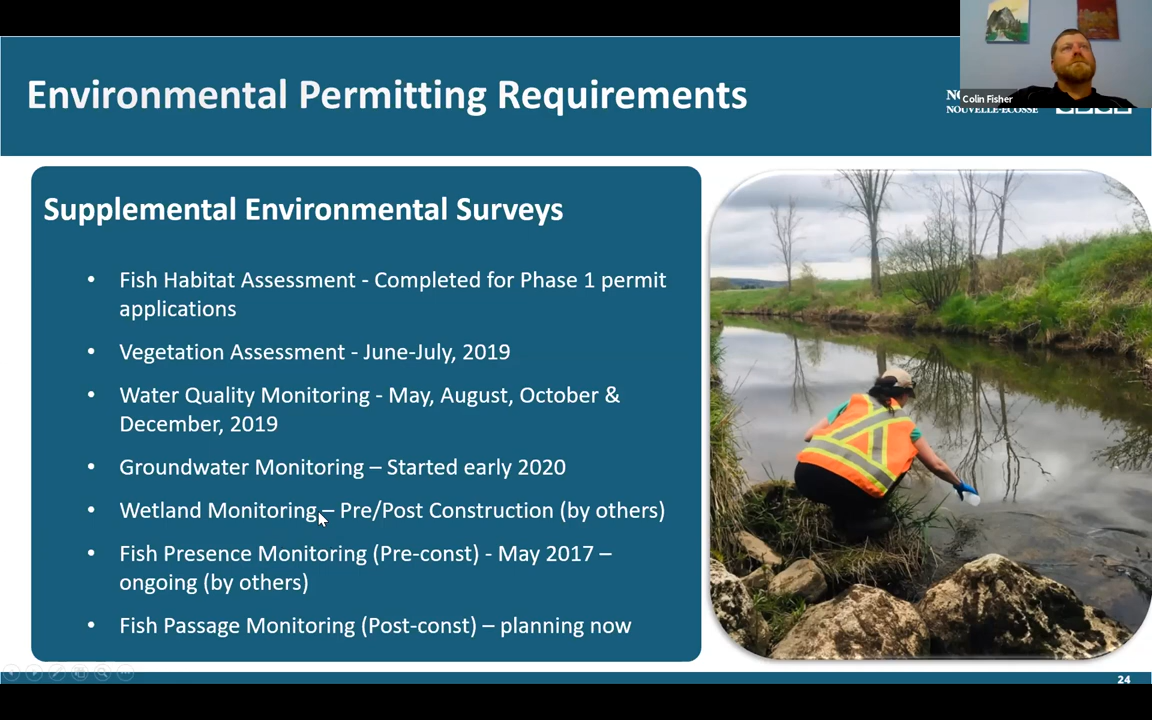 Environmental Permitting Requirements
Colin Fisher
NOUVELLE-ÉCOSSE
Supplemental Environmental Surveys
• Fish Habitat Assessment - Completed for Phase 1 permit
applications
• Vegetation Assessment - June-July, 2019
• Water Quality Monitoring - May, August, October &
December, 2019
• Groundwater Monitoring – Started early 2020
• Wetland Monitoring – Pre/Post Construction (by others)
• Fish Presence Monitoring (Pre-const) - May 2017 –
ongoing (by others)
• Fish Passage Monitoring (Post-const) – planning now
24